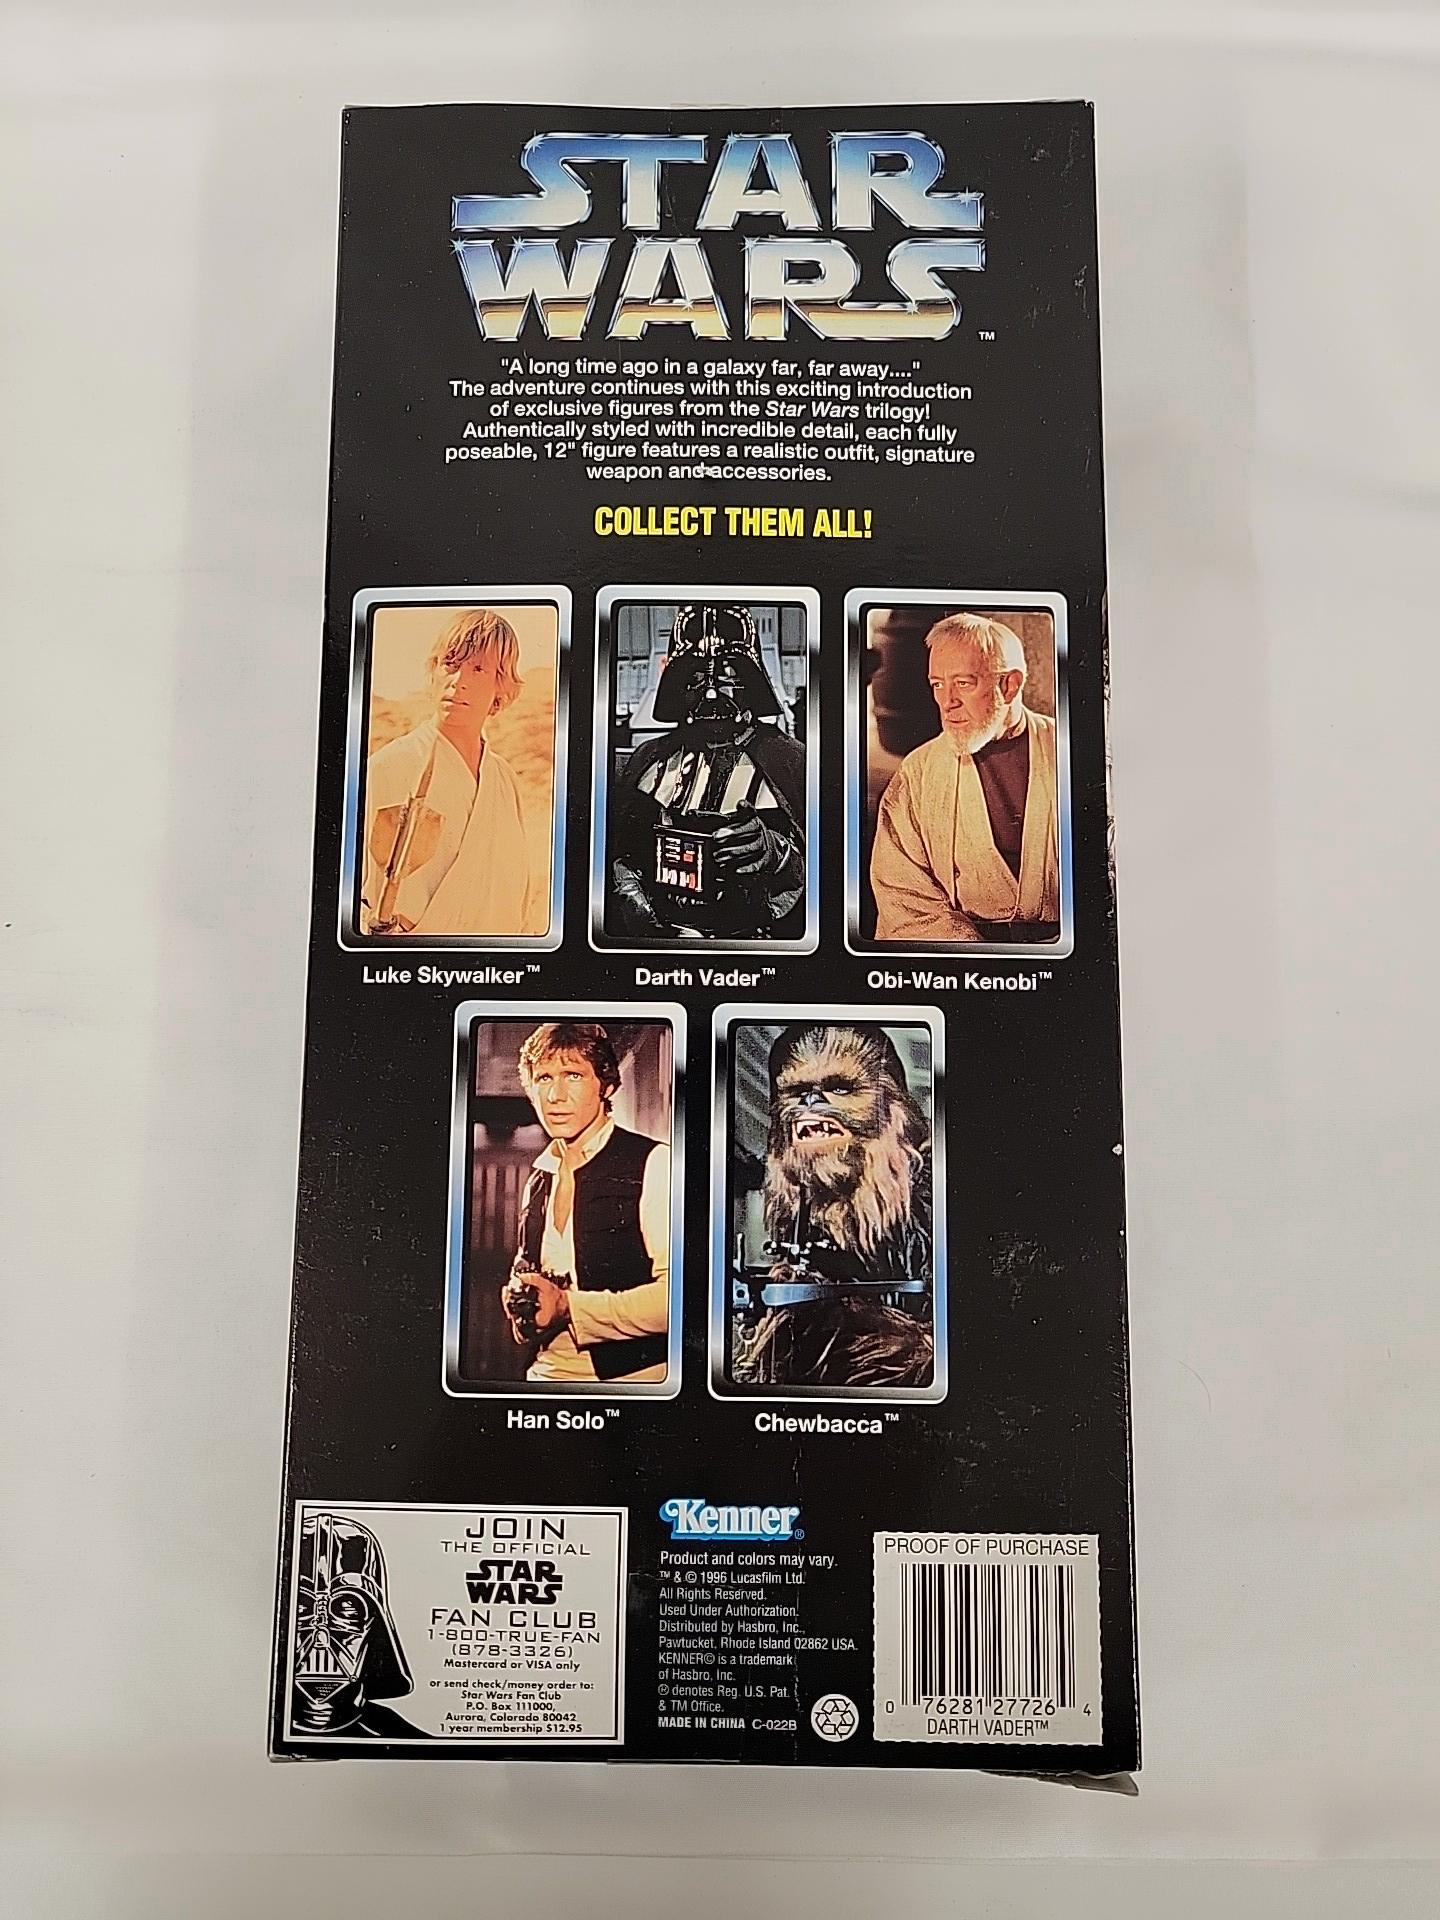 STAR
WARS
™
"A long time ago in a galaxy far, far away...."
The adventure continues with this exciting introduction
of exclusive figures from the Star Wars trilogy!
Authentically styled with incredible detail, each fully
poseable, 12" figure features a realistic outfit, signature
weapon and accessories.
COLLECT THEM ALL!
Luke Skywalker™
Darth Vader™
Obi-Wan Kenobi™
Han Solo™
Chewbacca™
JOIN
THE OFFICIAL
STAR
WARS
FAN CLUB
1-800-TRUE-FAN
(878-3326)
Mastercard or VISA only
or send check/money order to:
Star Wars Fan Club
P.O. Box 111000,
Aurora, Colorado 80042
1 year membership $12.95
Kenner®
Product and colors may vary.
™ & © 1996 Lucasfilm Ltd.
All Rights Reserved.
Used Under Authorization.
Distributed by Hasbro, Inc.,
Pawtucket, Rhode Island 02862 USA.
KENNER© is a trademark
of Hasbro, Inc.
® denotes Reg. U.S. Pat.
& TM Office.
MADE IN CHINA C-022B
PROOF OF PURCHASE
0 76281 27726 4
DARTH VADER™
THEM ALL